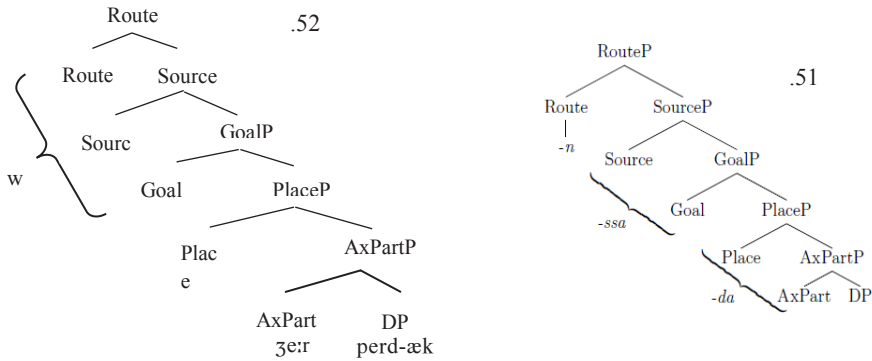 Route
.52
Route Source
Sourc GoalP
w
Goal PlaceP
Plac
e
AxPartP
AxPart DP
ʒe:r perd-æk
RouteP
.51
Route SourceP
-n
Source GoalP
-ssa
Goal PlaceP
-da
Place AxPartP
AxPart DP